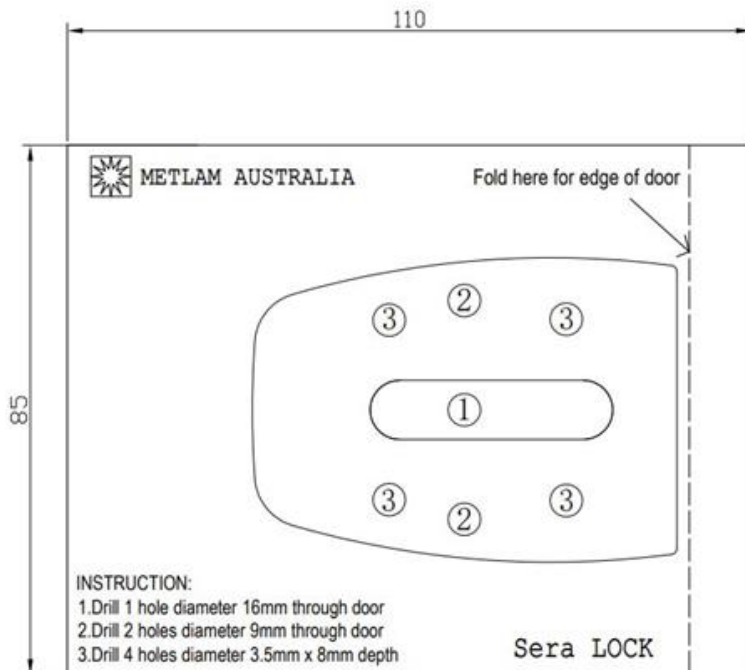 110
METLAM AUSTRALIA
Fold here for edge of door
③ ② ③
85
①
③ ② ③
INSTRUCTION:
1.Drill 1 hole diameter 16mm through door
2.Drill 2 holes diameter 9mm through door
3.Drill 4 holes diameter 3.5mm x 8mm depth
Sera LOCK